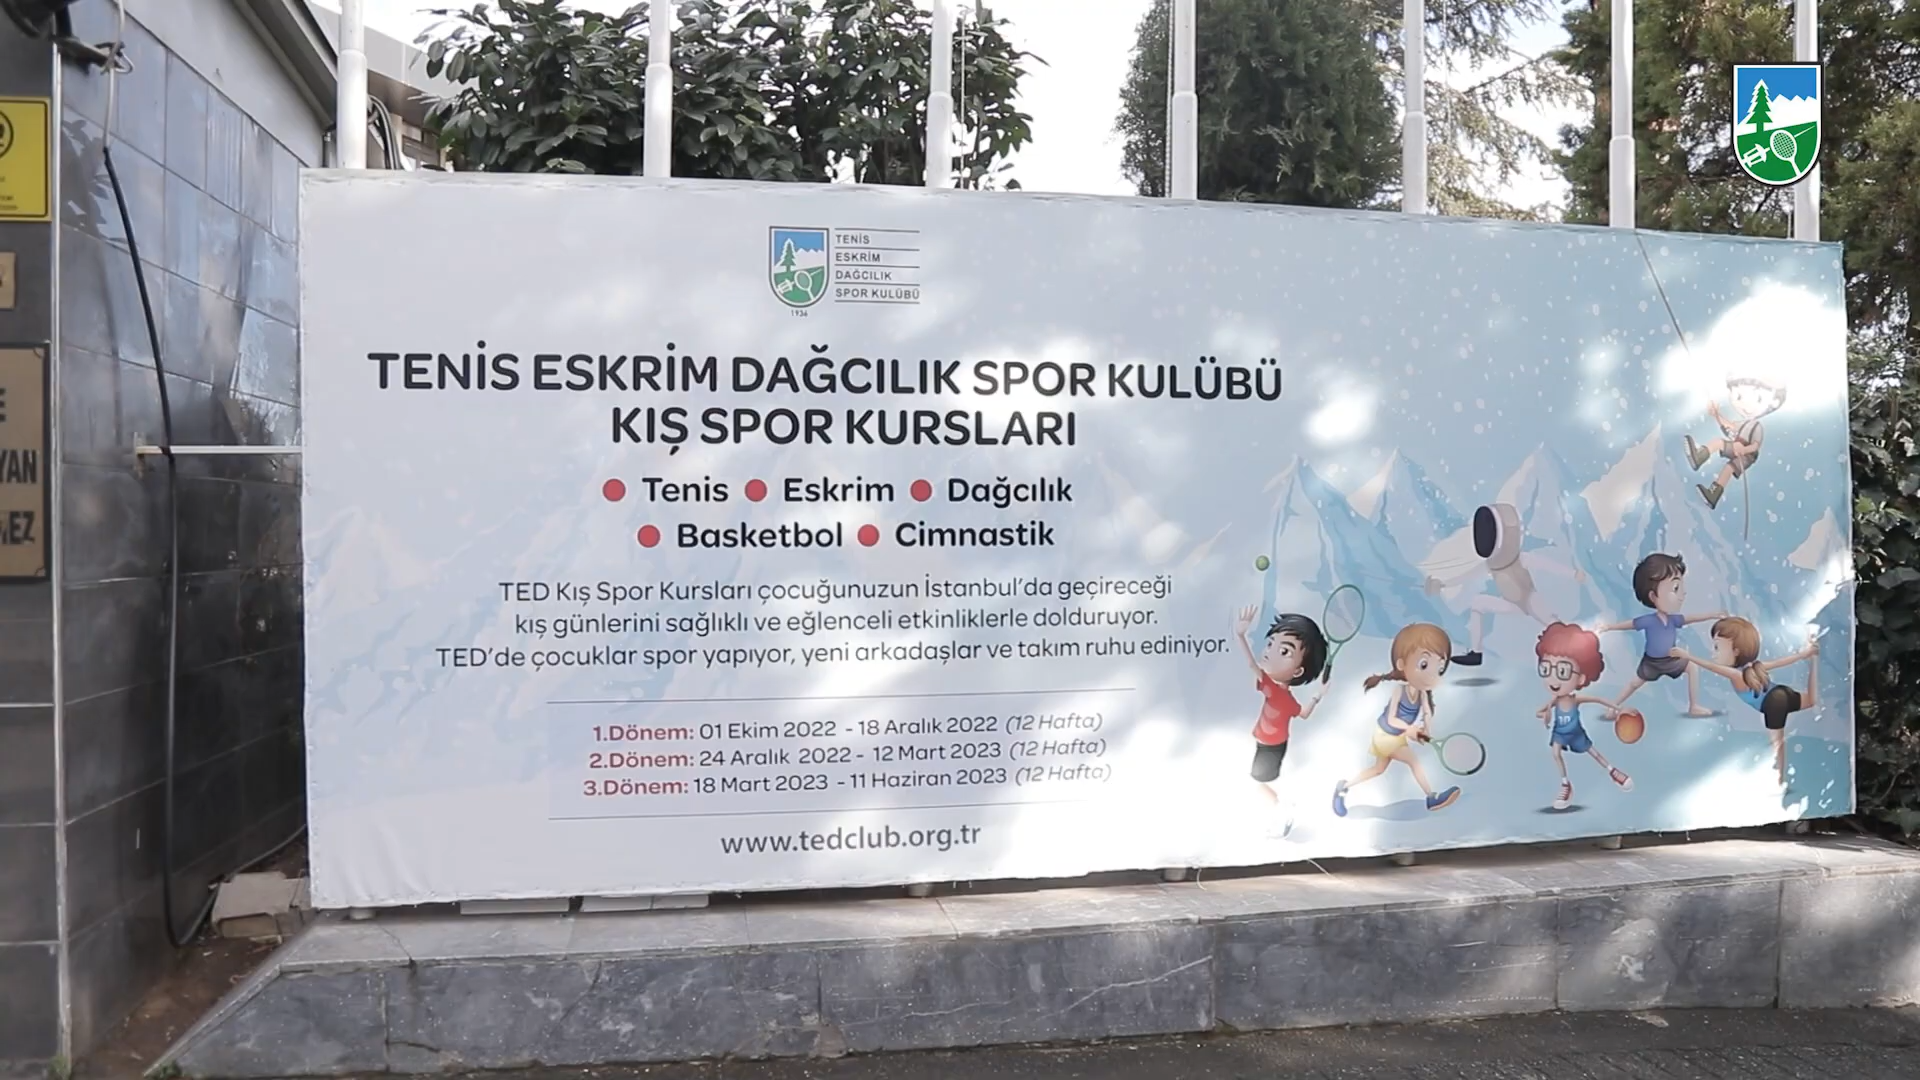 TENİS
ESKRİM
DAĞCILIK
SPOR KULÜBÜ
1936
TENİS ESKRİM DAĞCILIK SPOR KULÜBÜ
KIŞ SPOR KURSLARI
Tenis Eskrim Dağcılık
Basketbol Cimnastik
TED Kış Spor Kursları çocuğunuzun İstanbul'da geçireceği
kış günlerini sağlıklı ve eğlenceli etkinliklerle dolduruyor.
TED'de çocuklar spor yapıyor, yeni arkadaşlar ve takım ruhu ediniyor.
1.Dönem: 01 Ekim 2022 - 18 Aralık 2022 (12 Hafta)
2.Dönem: 24 Aralık 2022 - 12 Mart 2023 (12 Hafta)
3.Dönem: 18 Mart 2023 - 11 Haziran 2023 (12 Hafta)
www.tedclub.org.tr